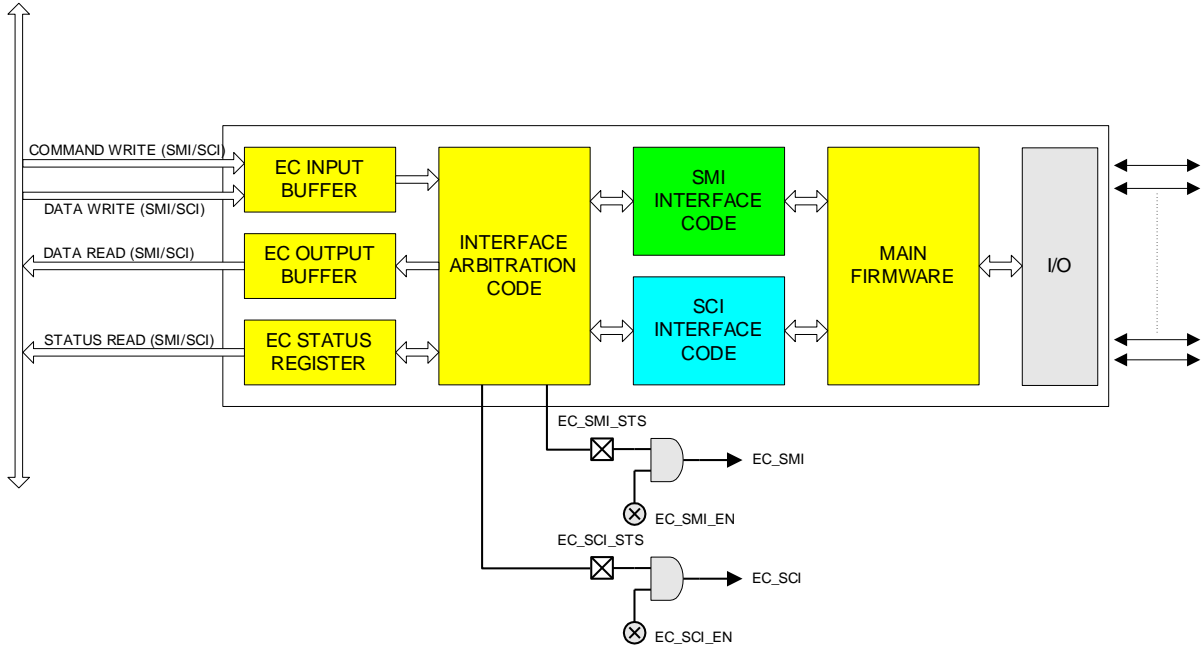 COMMAND WRITE (SMI/SCI)
DATA WRITE (SMI/SCI)
DATA READ (SMI/SCI)
STATUS READ (SMI/SCI)
EC INPUT
BUFFER
EC OUTPUT
BUFFER
EC STATUS
REGISTER
INTERFACE
ARBITRATION
CODE
SMI
INTERFACE
CODE
SCI
INTERFACE
CODE
MAIN
FIRMWARE
I/O
EC_SMI_STS
EC_SMI
EC_SMI_EN
EC_SCI_STS
EC_SCI
EC_SCI_EN